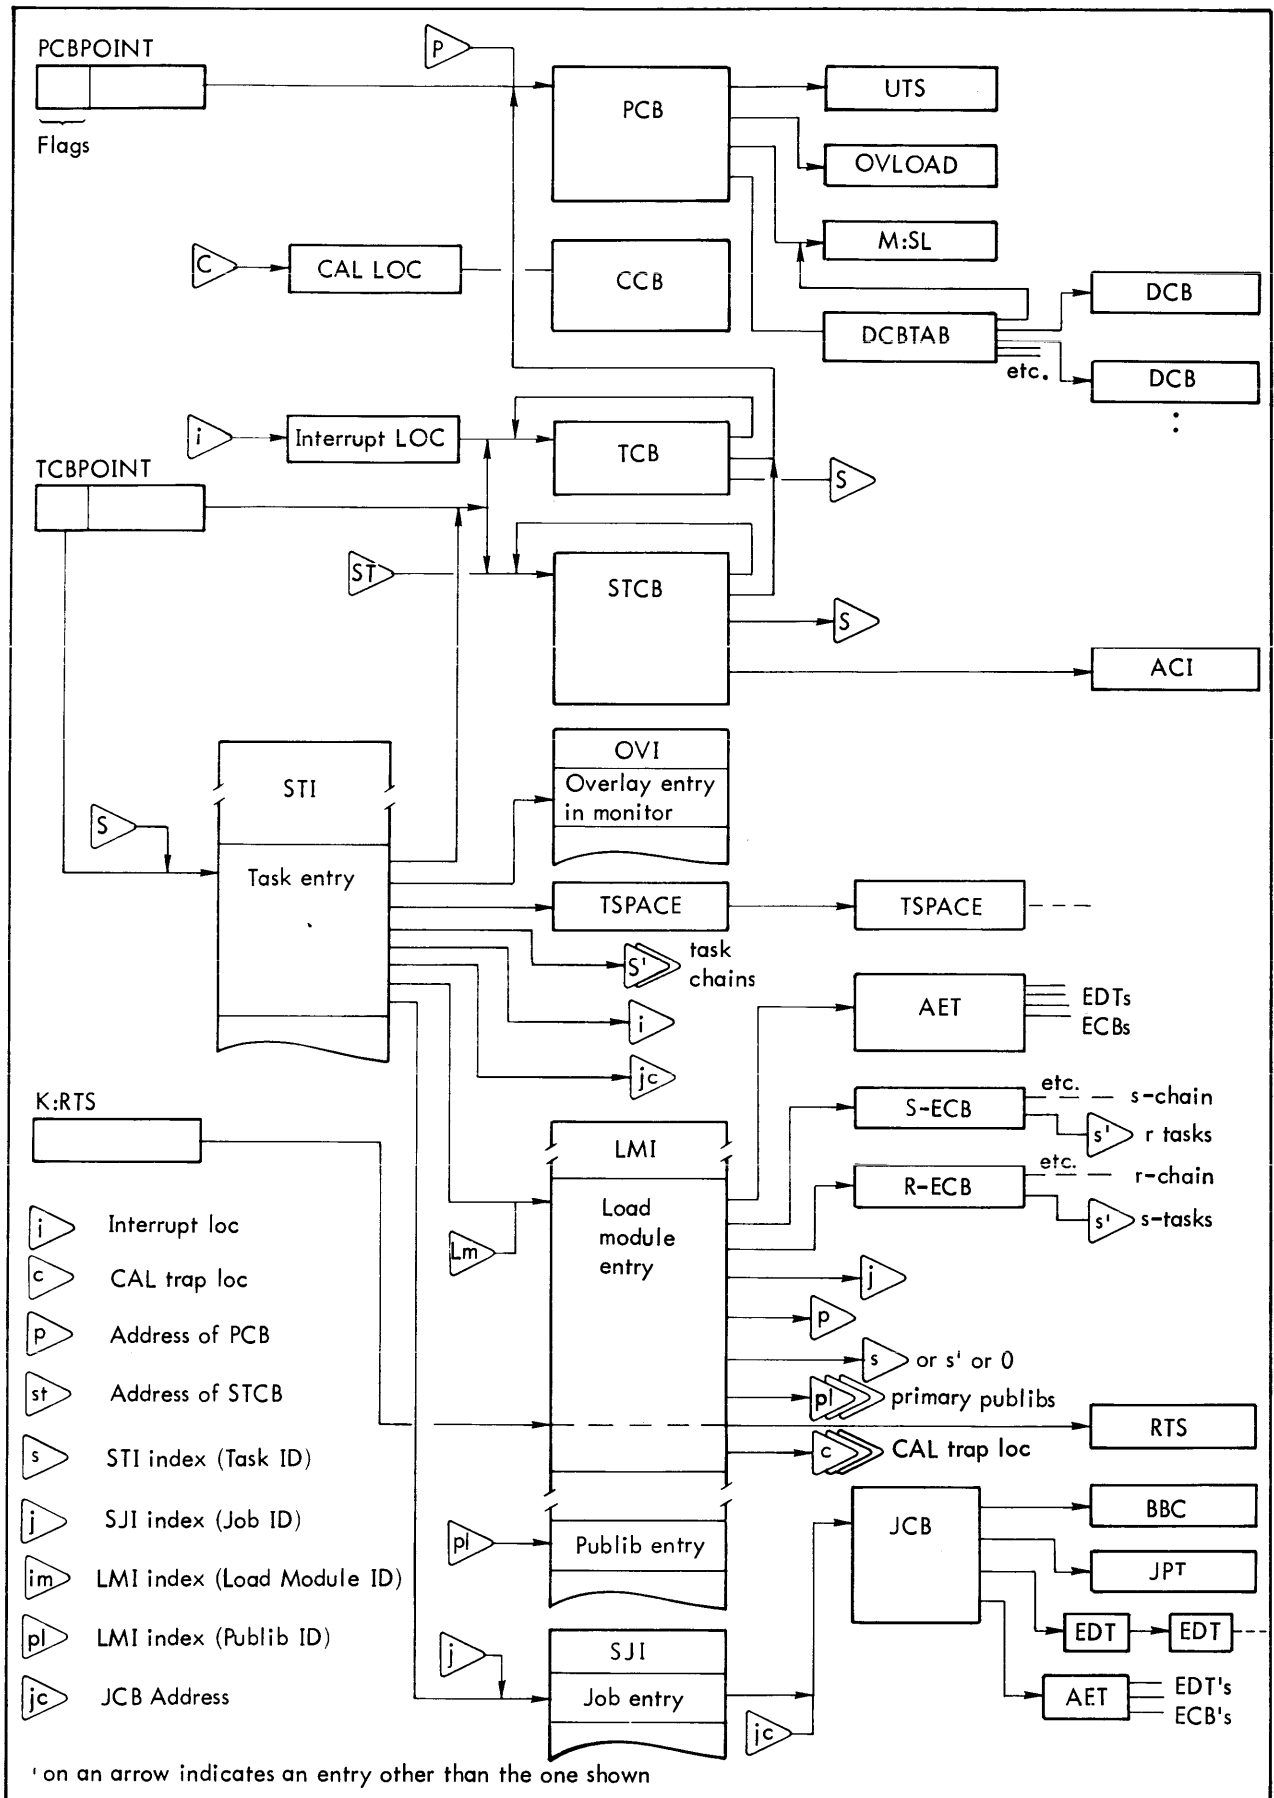 PCBPOINT
P
Flags
PCB
UTS
OVLOAD
M:SL
C
CAL LOC
CCB
DCBTAB
DCB
etc.
DCB
i
Interrupt LOC
TCB
S
TCBPOINT
ST
STCB
S
ACI
STI
OVI
Overlay entry
in monitor
S
Task entry
TSPACE
TSPACE
S'
task
chains
i
jc
AET
EDTs
ECBs
K:RTS
LMI
S-ECB
etc.
s-chain
s'
r tasks
R-ECB
etc.
r-chain
s'
s-tasks
Load
module
entry
Lm
j
p
s
or s' or 0
pl
primary publibs
RTS
c
CAL trap loc
i
Interrupt loc
c
CAL trap loc
p
Address of PCB
st
Address of STCB
s
STI index (Task ID)
j
SJI index (Job ID)
im
LMI index (Load Module ID)
pl
LMI index (Publib ID)
jc
JCB Address
pl
Publib entry
JCB
BBC
JPT
EDT
EDT
AET
EDT's
ECB's
j
SJI
Job entry
jc
' on an arrow indicates an entry other than the one shown